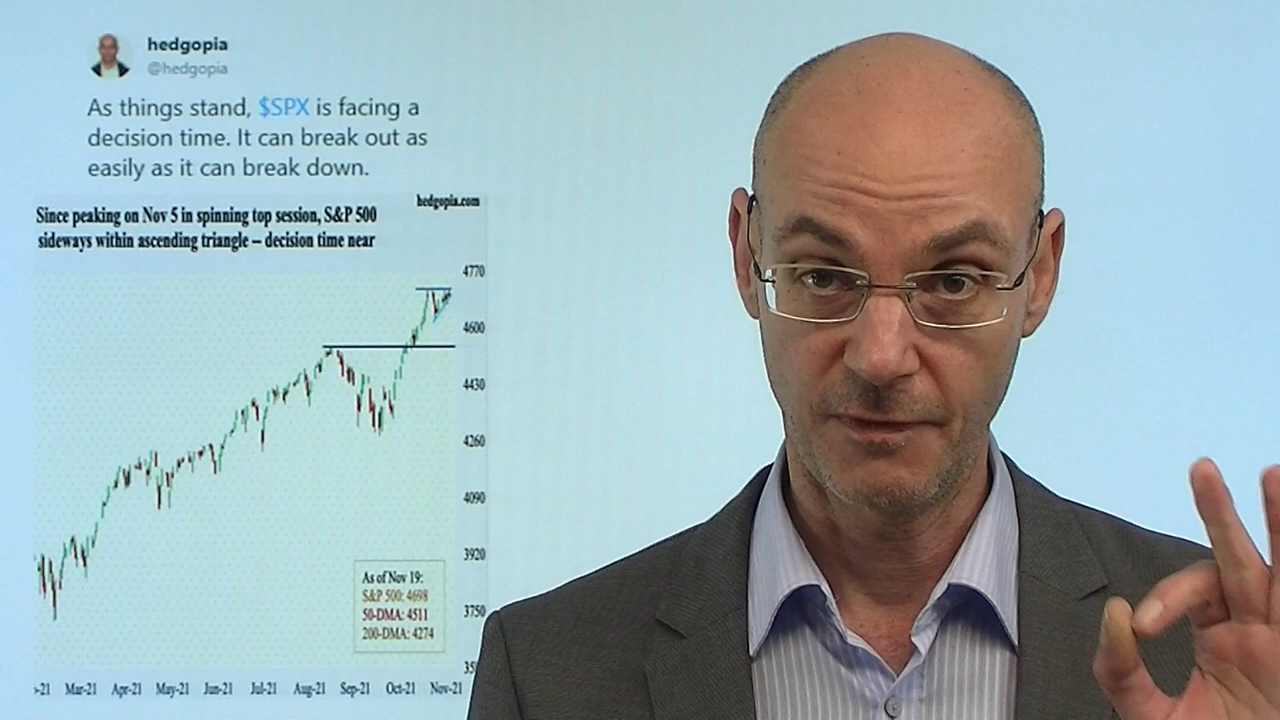 hedgopia
@hedgopia
As things stand, $SPX is facing a
decision time. It can break out as
easily as it can break down.
hedgopia.com
Since peaking on Nov 5 in spinning top session, S&P 500
sideways within ascending triangle – decision time near
4770
4600
4430
4260
4090
3920
3750
As of Nov 19:
S&P 500: 4698
50-DMA: 4511
200-DMA: 4274
Mar-21 Apr-21 May-21 Jun-21 Jul-21 Aug-21 Sep-21 Oct-21 Nov-21